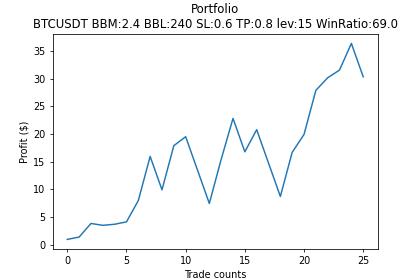 Portfolio
BTCUSDT BBM:2.4 BBL:240 SL:0.6 TP:0.8 lev:15 WinRatio:69.0
35
30
25
20
15
10
5
0
Profit ($)
0 5 10 15 20 25
Trade counts